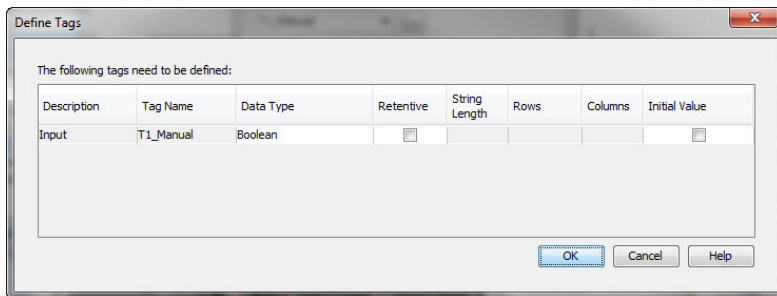 Define Tags
The following tags need to be defined:
Description Tag Name Data Type Retentive String Length Rows Columns Initial Value
Input T1_Manual Boolean
OK Cancel Help